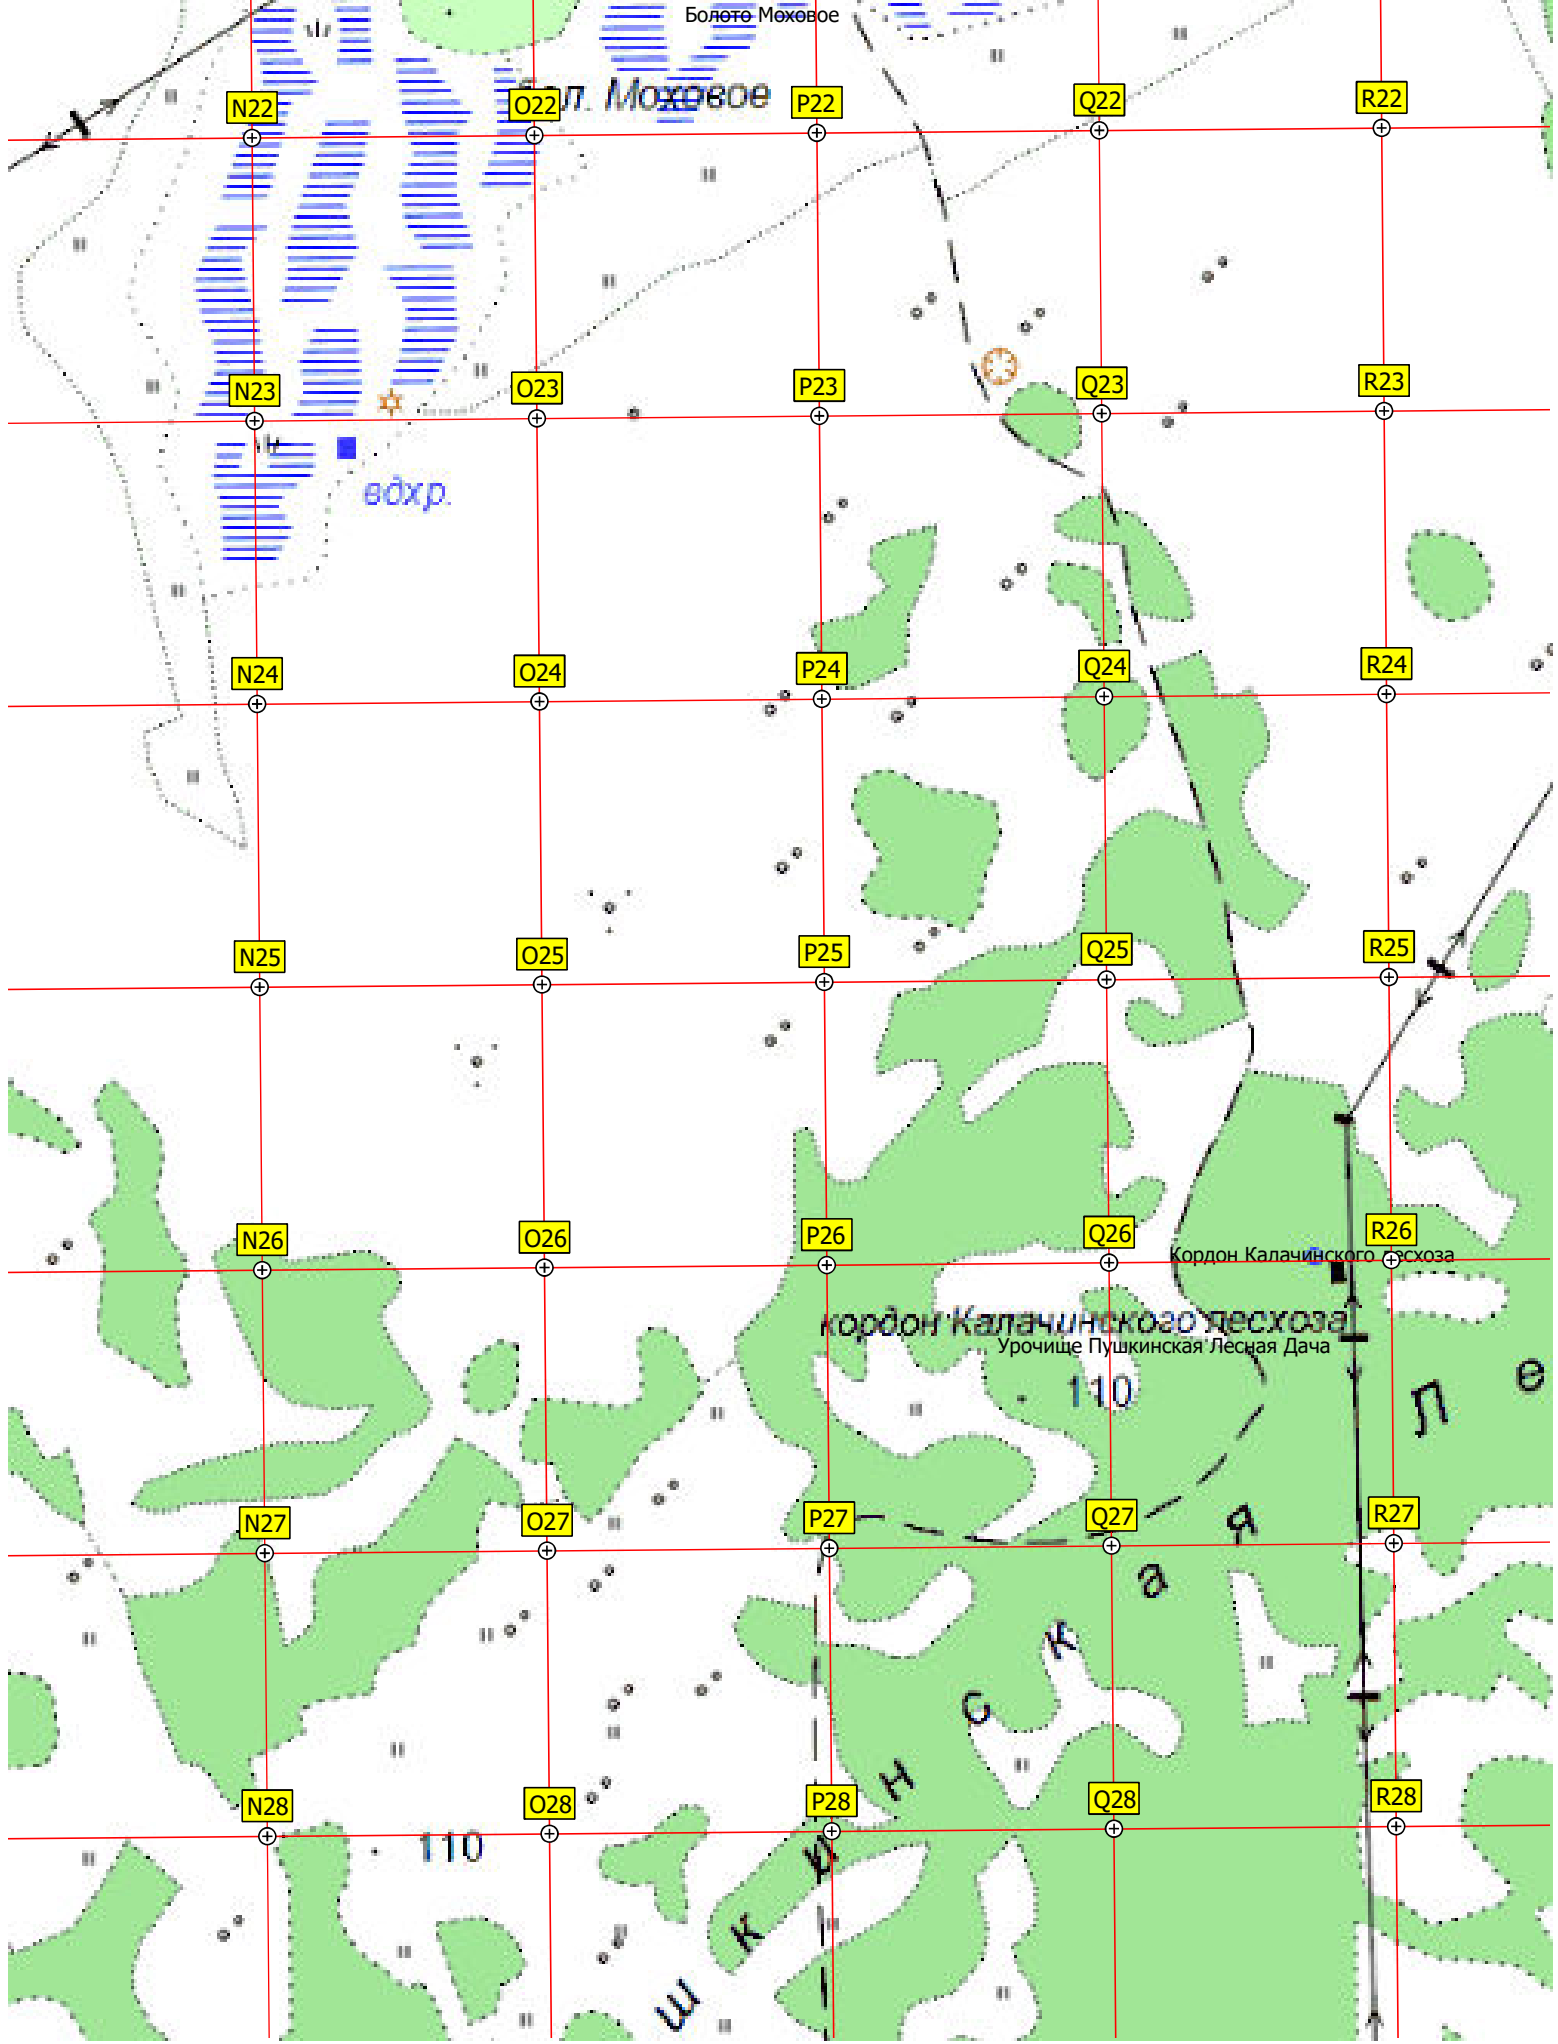 Болото Моховое
бол. Моховое
N22 O22 P22 Q22 R22
N23 O23 P23 Q23 R23
вдхр.
N24 O24 P24 Q24 R24
N25 O25 P25 Q25 R25
N26 O26 P26 Q26 R26
Кордон Калачинского лесхоза
кордон Калачинского лесхоза
Урочище Пушкинская Лесная Дача
110
Л е
N27 O27 P27 Q27 R27
ш к и н с к а я
N28 O28 P28 Q28 R28
110